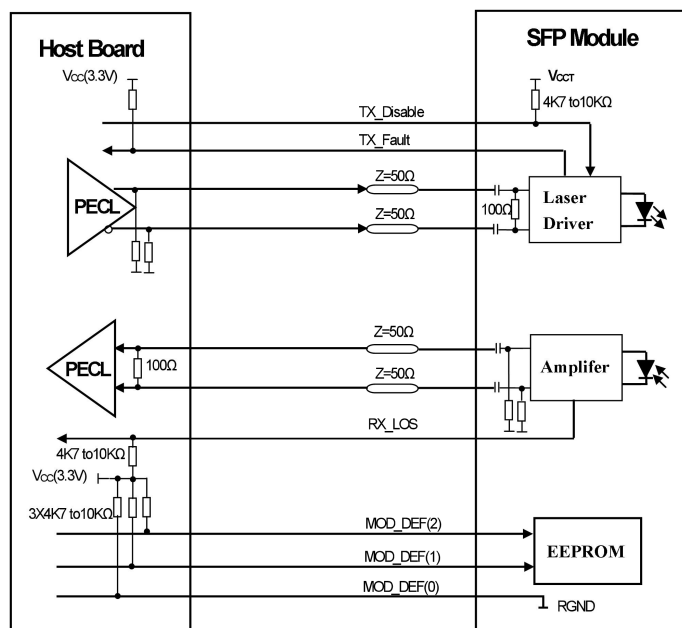 Host Board
SFP Module
Vcc(3.3V)
VCCT
4K7 to10KΩ
TX_Disable
TX_Fault
PECL
Z=50Ω
Z=50Ω
100Ω
Laser
Driver
PECL
100Ω
Z=50Ω
Z=50Ω
Amplifer
RX_LOS
4K7 to10KΩ
Vcc(3.3V)
3X4K7 to10KΩ
MOD_DEF(2)
MOD_DEF(1)
MOD_DEF(0)
EEPROM
RGND